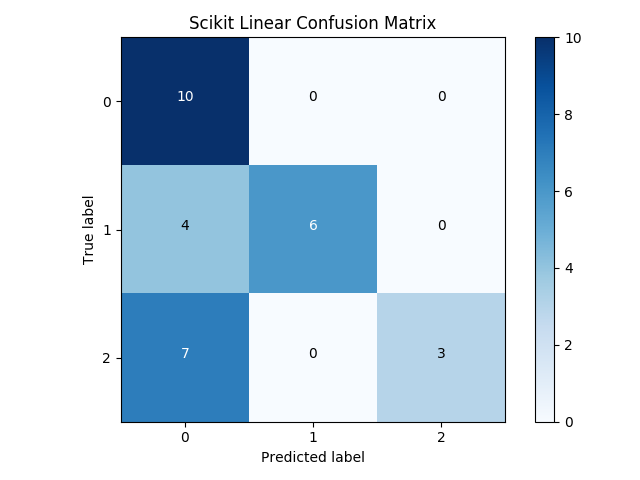 Scikit Linear Confusion Matrix
10
0
10 0 0
8
6
True label
1
4 6 0
4
2
7 0 3
2
0
0 1 2
Predicted label